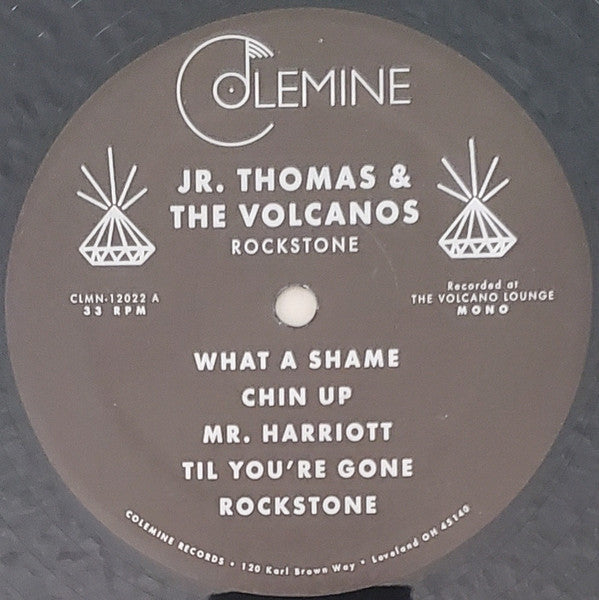 COLEMINE
JR. THOMAS &
THE VOLCANOS
ROCKSTONE
CLMN-12022 A
33 RPM
Recorded at
THE VOLCANO LOUNGE
MONO
WHAT A SHAME
CHIN UP
MR. HARRIOTT
TIL YOU'RE GONE
ROCKSTONE
COLEMINE RECORDS • 120 Karl Brown Way • Loveland OH 45140